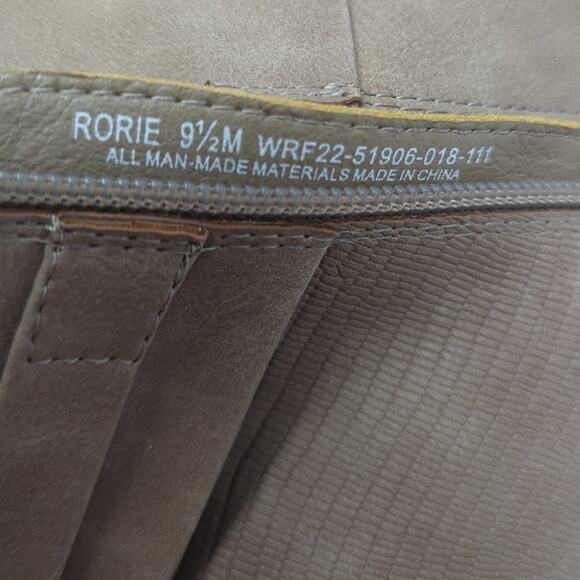 RORIE 9½M WRF22-51906-018-111
ALL MAN-MADE MATERIALS MADE IN CHINA